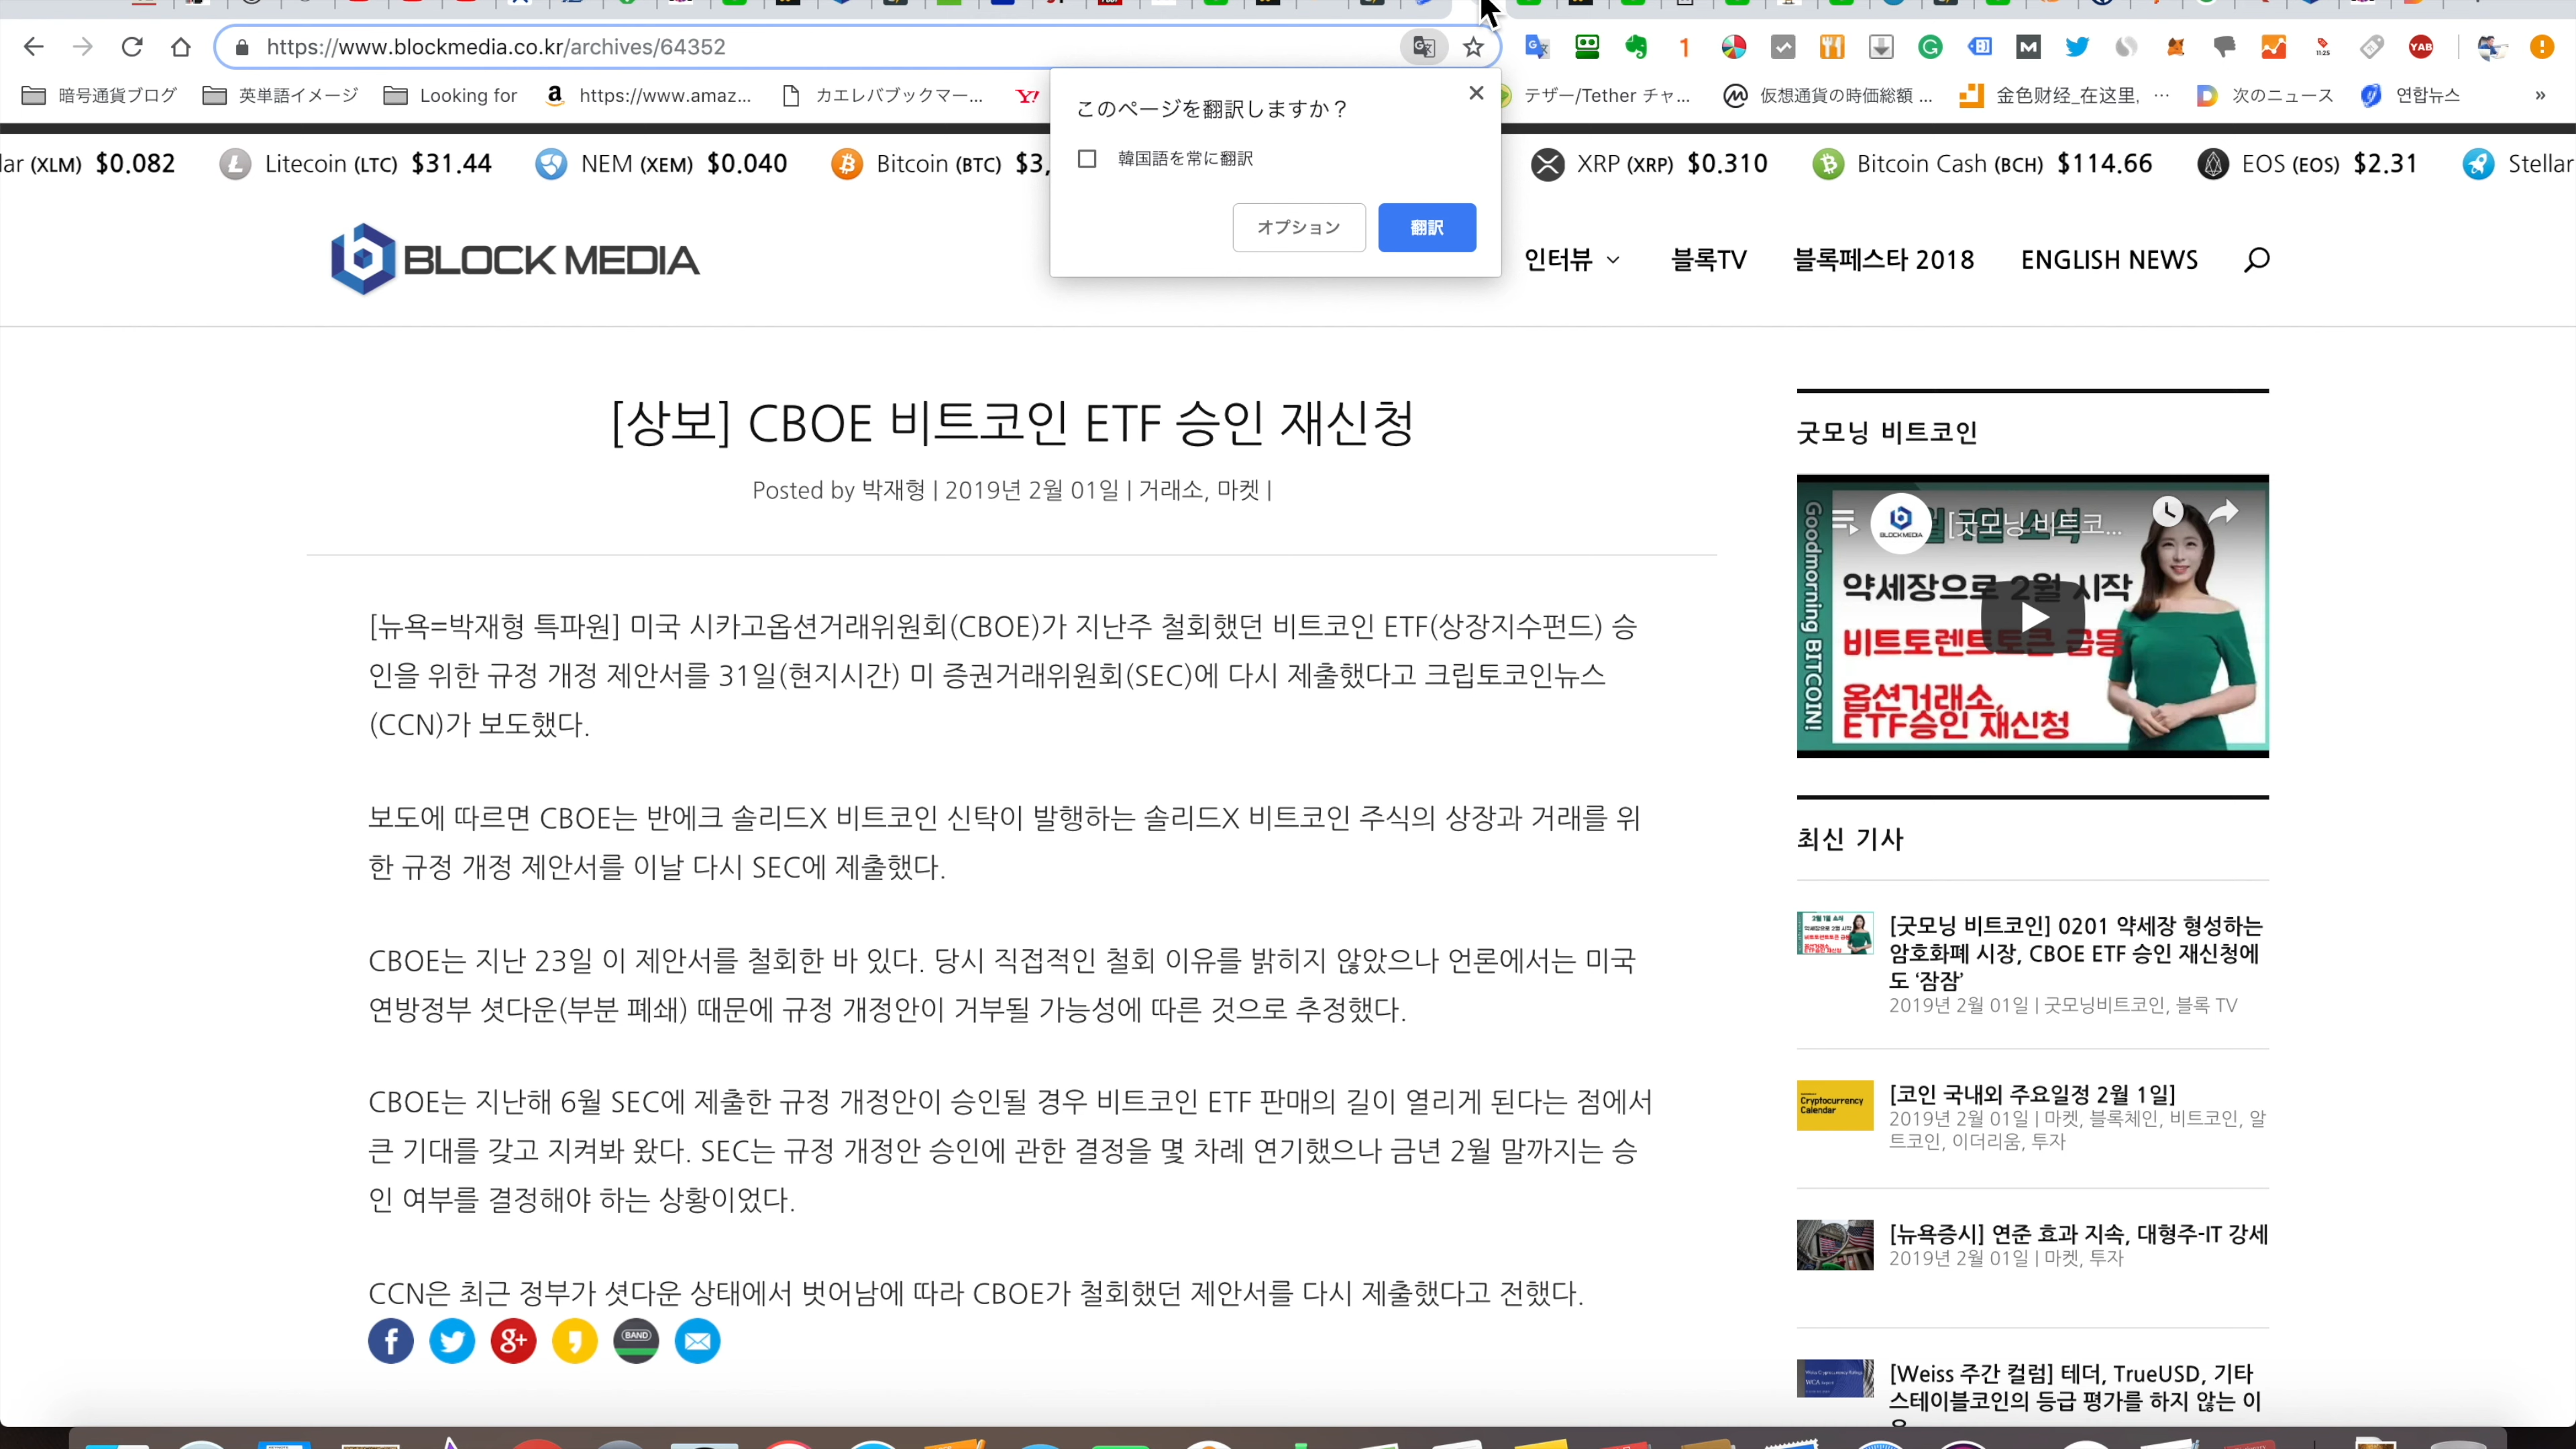 https://www.blockmedia.co.kr/archives/64352
暗号通貨ブログ
英単語イメージ
Looking for
https://www.amaz...
カエレバブックマー...
テザー/Tether チャ...
仮想通貨の時価総額 ...
金色财经_在这里, ...
次のニュース
연합뉴스
»
このページを翻訳しますか？
韓国語を常に翻訳
オプション
翻訳
lar (XLM) $0.082
Litecoin (LTC) $31.44
NEM (XEM) $0.040
Bitcoin (BTC) $3,
XRP (XRP) $0.310
Bitcoin Cash (BCH) $114.66
EOS (EOS) $2.31
Stellar
BLOCK MEDIA
인터뷰
블록TV
블록페스타 2018
ENGLISH NEWS
[상보] CBOE 비트코인 ETF 승인 재신청
Posted by 박재형 | 2019년 2월 01일 | 거래소, 마켓 |
[뉴욕=박재형 특파원] 미국 시카고옵션거래위원회(CBOE)가 지난주 철회했던 비트코인 ETF(상장지수펀드) 승
인을 위한 규정 개정 제안서를 31일(현지시간) 미 증권거래위원회(SEC)에 다시 제출했다고 크립토코인뉴스
(CCN)가 보도했다.
보도에 따르면 CBOE는 반에크 솔리드X 비트코인 신탁이 발행하는 솔리드X 비트코인 주식의 상장과 거래를 위
한 규정 개정 제안서를 이날 다시 SEC에 제출했다.
CBOE는 지난 23일 이 제안서를 철회한 바 있다. 당시 직접적인 철회 이유를 밝히지 않았으나 언론에서는 미국
연방정부 셧다운(부분 폐쇄) 때문에 규정 개정안이 거부될 가능성에 따른 것으로 추정했다.
CBOE는 지난해 6월 SEC에 제출한 규정 개정안이 승인될 경우 비트코인 ETF 판매의 길이 열리게 된다는 점에서
큰 기대를 갖고 지켜봐 왔다. SEC는 규정 개정안 승인에 관한 결정을 몇 차례 연기했으나 금년 2월 말까지는 승
인 여부를 결정해야 하는 상황이었다.
CCN은 최근 정부가 셧다운 상태에서 벗어남에 따라 CBOE가 철회했던 제안서를 다시 제출했다고 전했다.
BAND
굿모닝 비트코인
Goodmorning BITCOIN!
BLOCK MEDIA
[굿모닝 비트코...
약세장으로 2월 시작
비트토렌트토큰 급등
옵션거래소,
ETF승인 재신청
최신 기사
[굿모닝 비트코인] 0201 약세장 형성하는
암호화폐 시장, CBOE ETF 승인 재신청에
도 ‘잠잠’
2019년 2월 01일 | 굿모닝비트코인, 블록 TV
Cryptocurrency
Calendar
[코인 국내외 주요일정 2월 1일]
2019년 2월 01일 | 마켓, 블록체인, 비트코인, 알
트코인, 이더리움, 투자
[뉴욕증시] 연준 효과 지속, 대형주-IT 강세
2019년 2월 01일 | 마켓, 투자
[Weiss 주간 컬럼] 테더, TrueUSD, 기타
스테이블코인의 등급 평가를 하지 않는 이